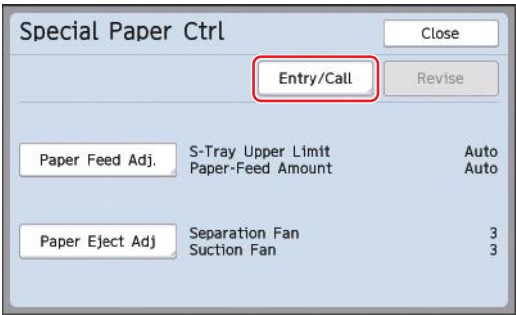 Special Paper Ctrl
Close
Entry/Call
Revise
Paper Feed Adj.
S-Tray Upper Limit Auto
Paper-Feed Amount Auto
Paper Eject Adj
Separation Fan 3
Suction Fan 3